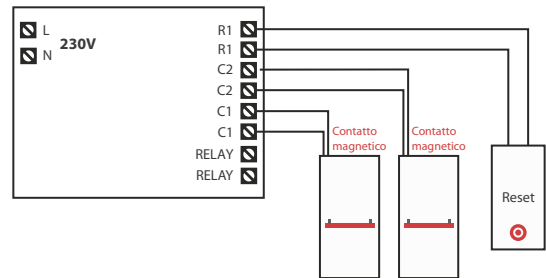 L
230V
N
R1
R1
C2
C2
C1
C1
RELAY
RELAY
Contatto
magnetico
Contatto
magnetico
Reset